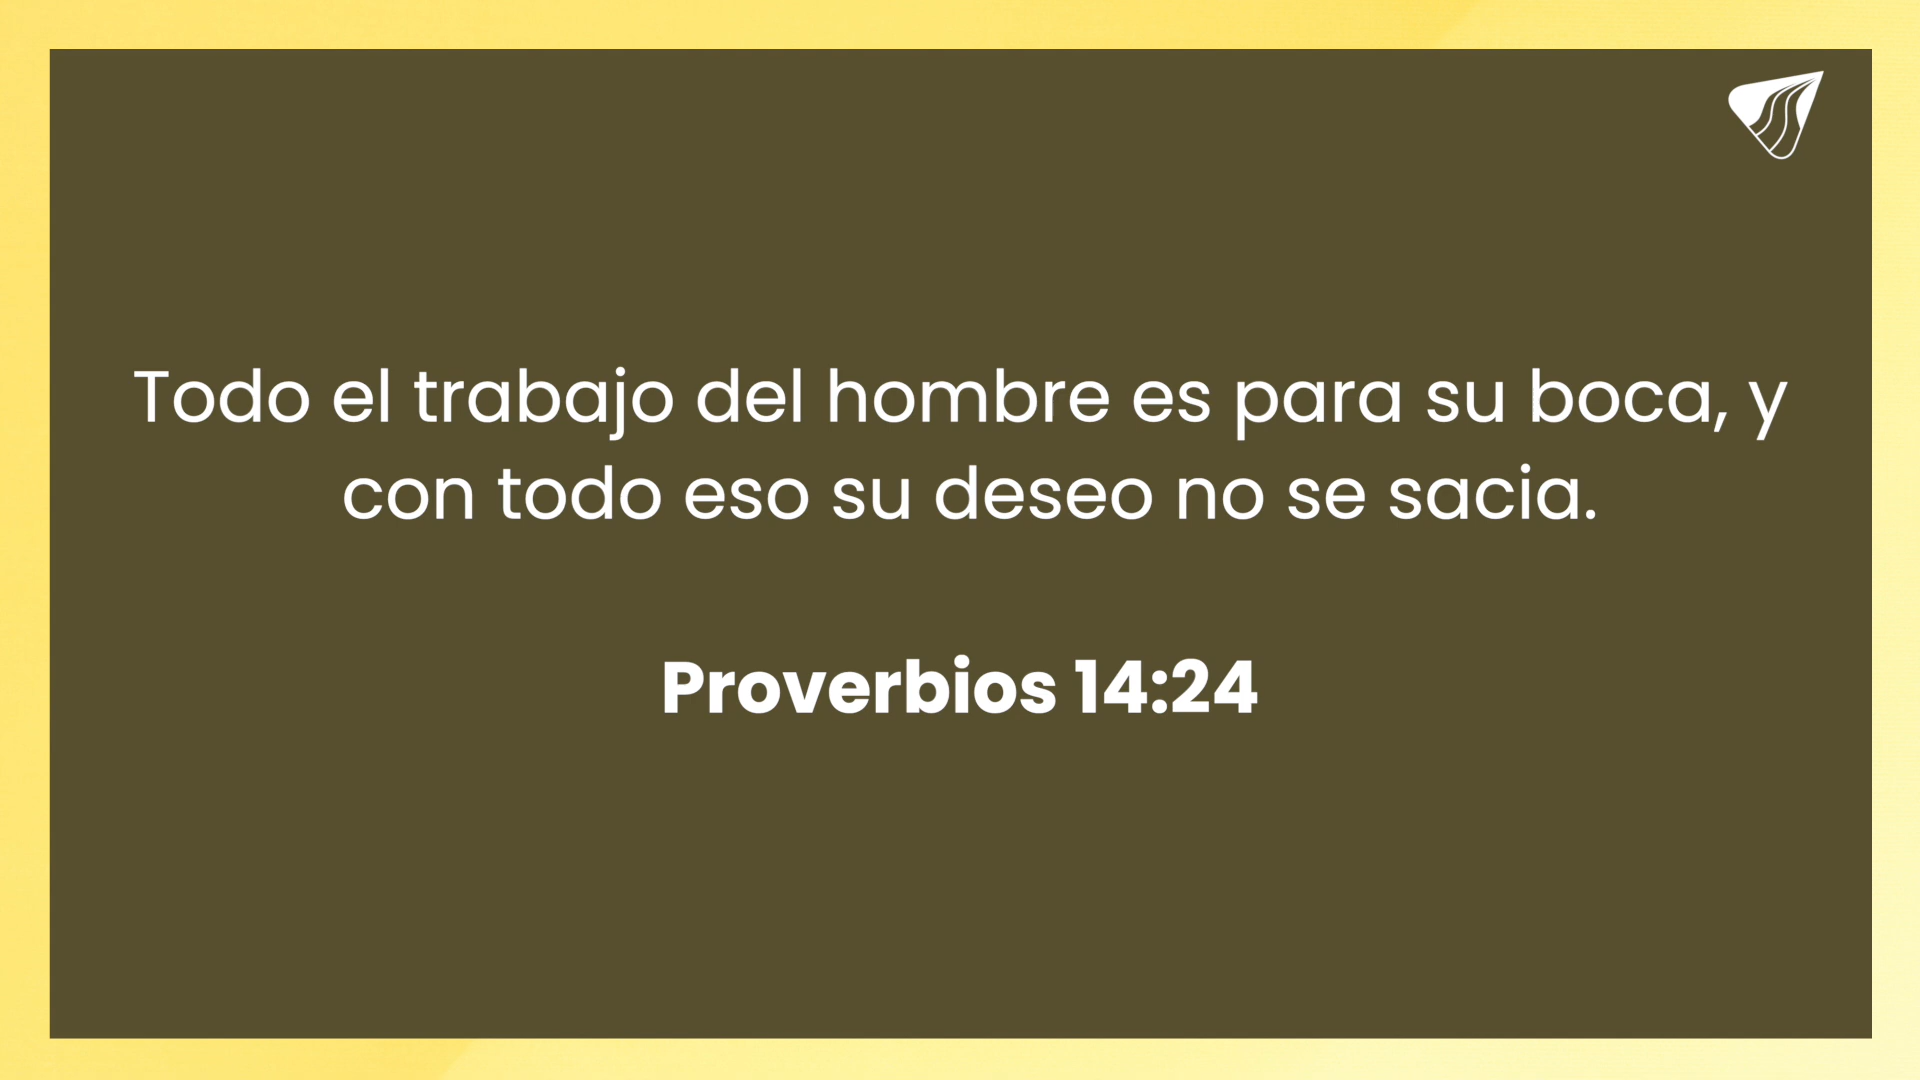 Todo el trabajo del hombre es para su boca, y
con todo eso su deseo no se sacia.
Proverbios 14:24